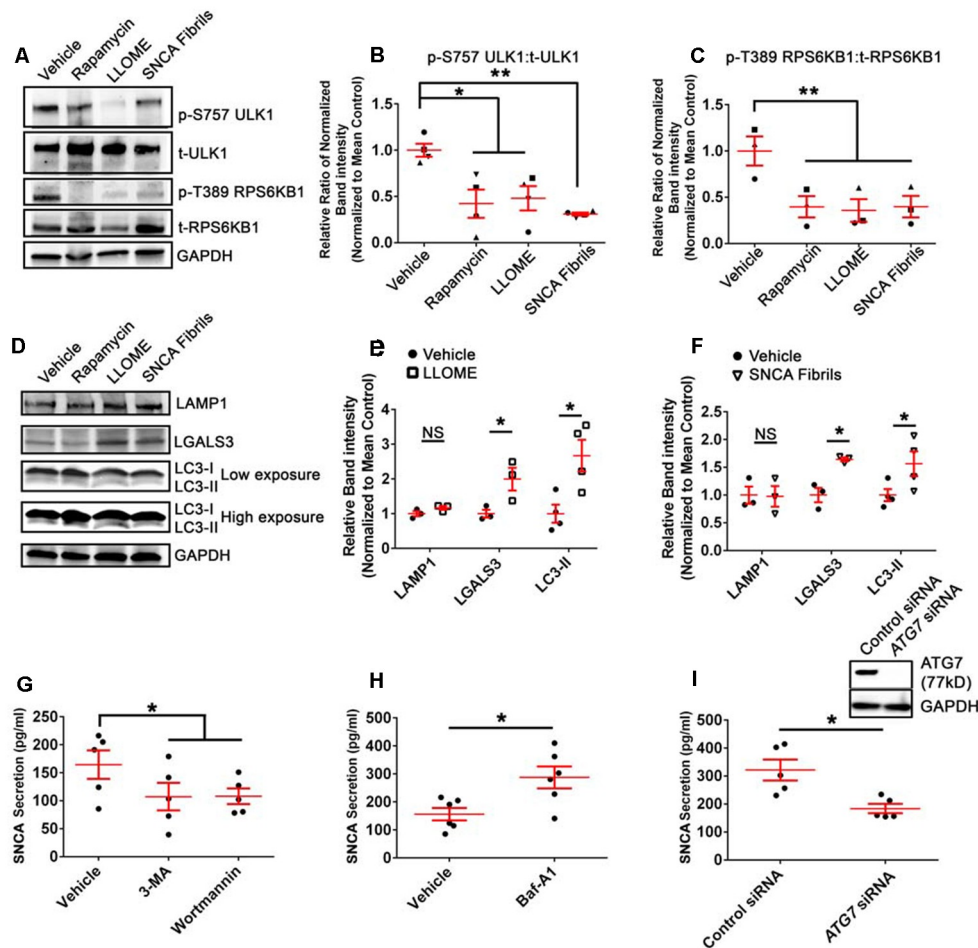 A
Vehicle
Rapamycin
LLOME
SNCA Fibrils
p-S757 ULK1
t-ULK1
p-T389 RPS6KB1
t-RPS6KB1
GAPDH
B
p-S757 ULK1:t-ULK1
Relative Ratio of Normalized
Band intensity
(Normalized to Mean Control)
1.5
1.0
0.5
0.0
*
**
Vehicle
Rapamycin
LLOME
SNCA Fibrils
C
p-T389 RPS6KB1:t-RPS6KB1
Relative Ratio of Normalized
Band intensity
(Normalized to Mean Control)
1.5
1.0
0.5
0.0
**
Vehicle
Rapamycin
LLOME
SNCA Fibrils
D
Vehicle
Rapamycin
LLOME
SNCA Fibrils
LAMP1
LGALS3
LC3-I
LC3-II
Low exposure
LC3-I
LC3-II
High exposure
GAPDH
E
Vehicle
LLOME
Relative Band intensity
(Normalized to Mean Control)
4
3
2
1
0
NS
*
*
LAMP1
LGALS3
LC3-II
F
Vehicle
SNCA Fibrils
Relative Band intensity
(Normalized to Mean Control)
2.5
2.0
1.5
1.0
0.5
0.0
NS
*
*
LAMP1
LGALS3
LC3-II
G
SNCA Secretion (pg/ml)
250
200
150
100
50
0
*
Vehicle
3-MA
Wortmannin
H
SNCA Secretion (pg/ml)
500
400
300
200
100
0
*
Vehicle
Baf-A1
I
Control siRNA
ATG7 siRNA
ATG7
(77kD)
GAPDH
SNCA Secretion (pg/ml)
500
400
300
200
100
0
*
Control siRNA
ATG7 siRNA